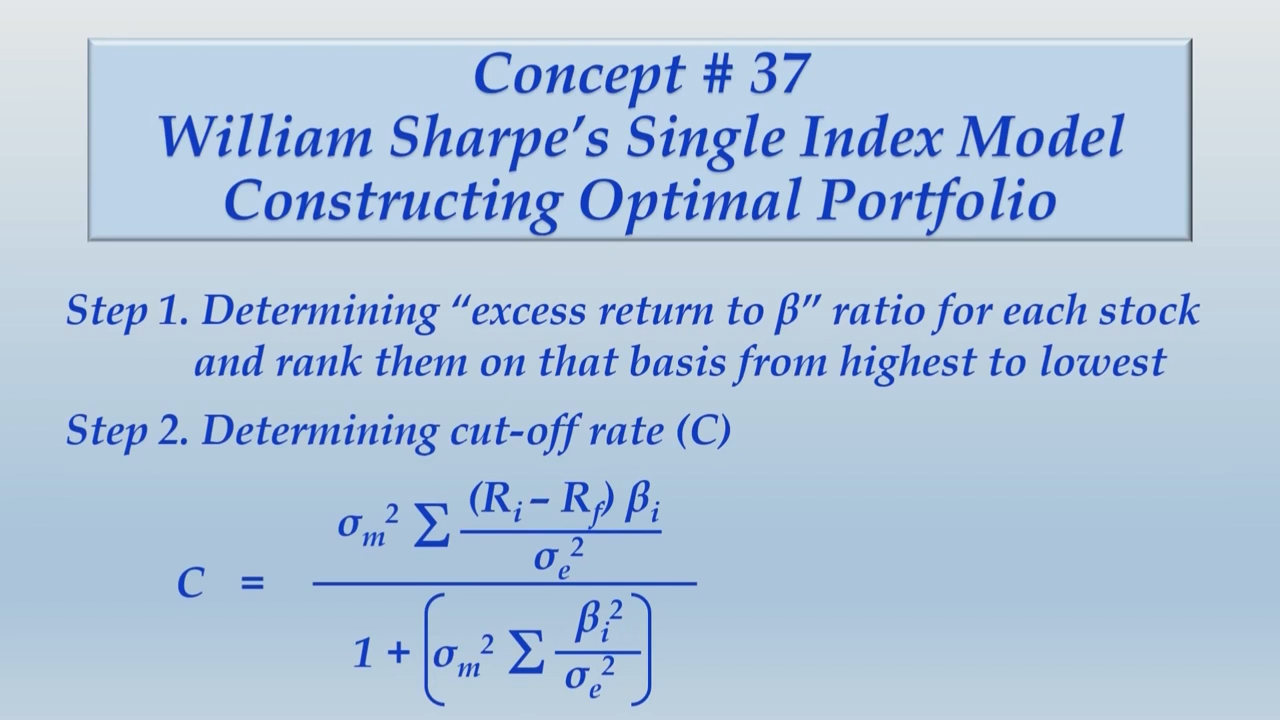 Concept # 37
William Sharpe’s Single Index Model
Constructing Optimal Portfolio
Step 1. Determining “excess return to β” ratio for each stock
and rank them on that basis from highest to lowest
Step 2. Determining cut-off rate (C)
σₘ² Σ (Rᵢ – R_f) βᵢ
σₑ²
C =
1 + (σₘ² Σ βᵢ²
σₑ²)